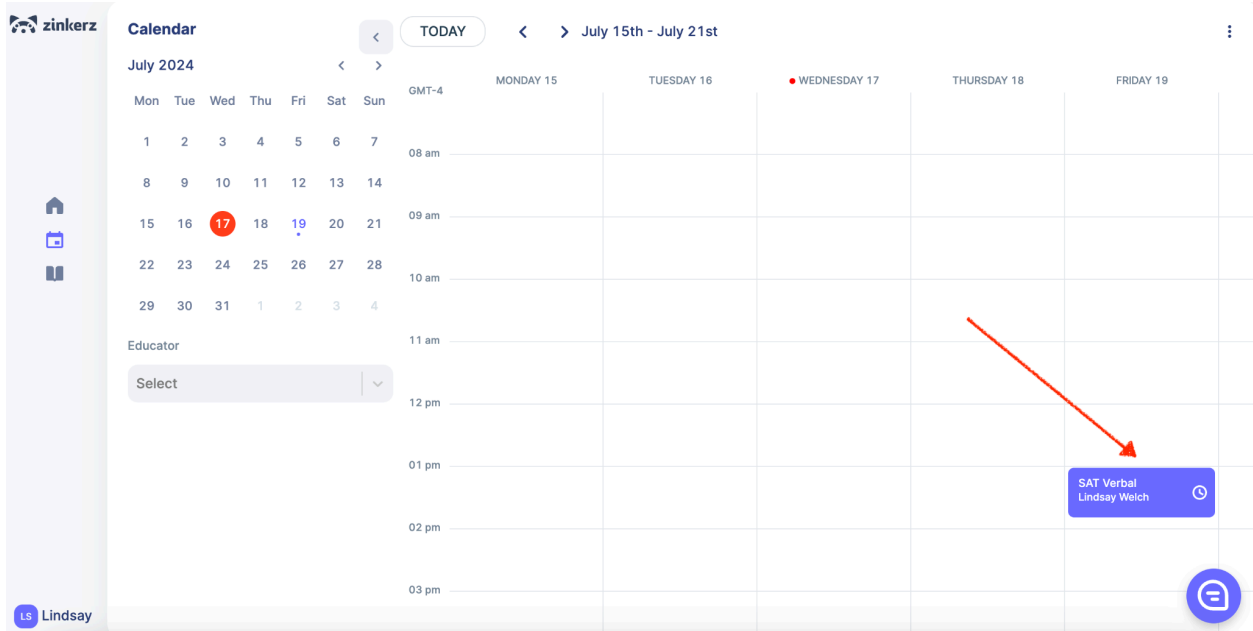 zinkerz
Calendar
TODAY
July 15th - July 21st
July 2024
Mon Tue Wed Thu Fri Sat Sun
1 2 3 4 5 6 7
8 9 10 11 12 13 14
15 16 17 18 19 20 21
22 23 24 25 26 27 28
29 30 31 1 2 3 4
Educator
Select
GMT-4
MONDAY 15 TUESDAY 16 WEDNESDAY 17 THURSDAY 18 FRIDAY 19
08 am
09 am
10 am
11 am
12 pm
01 pm
SAT Verbal
Lindsay Welch
02 pm
03 pm
LS Lindsay